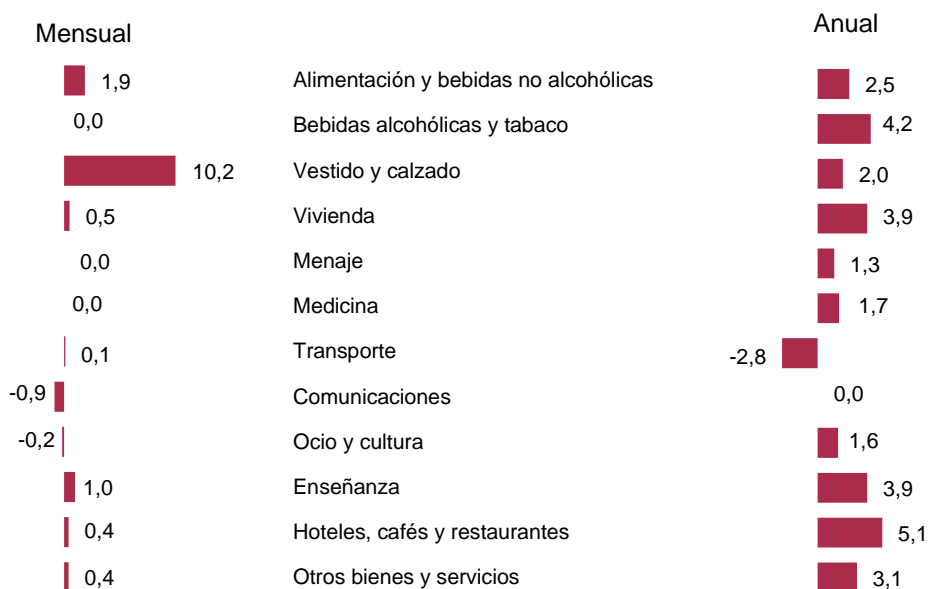 Mensual Anual
1,9 Alimentación y bebidas no alcohólicas 2,5
0,0 Bebidas alcohólicas y tabaco 4,2
10,2 Vestido y calzado 2,0
0,5 Vivienda 3,9
0,0 Menaje 1,3
0,0 Medicina 1,7
0,1 Transporte -2,8
-0,9 Comunicaciones 0,0
-0,2 Ocio y cultura 1,6
1,0 Enseñanza 3,9
0,4 Hoteles, cafés y restaurantes 5,1
0,4 Otros bienes y servicios 3,1